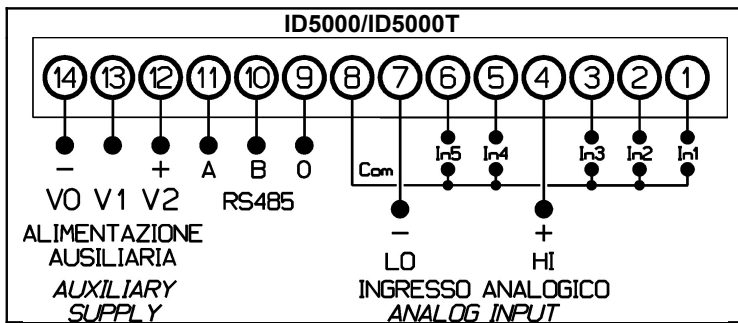 ID5000/ID5000T
14 13 12 11 10 9 8 7 6 5 4 3 2 1
In5 In4 In3 In2 In1
- + A B 0 Com
V0 V1 V2 RS485
- +
ALIMENTAZIONE LO HI
AUSILIARIA INGRESSO ANALOGICO
AUXILIARY ANALOG INPUT
SUPPLY